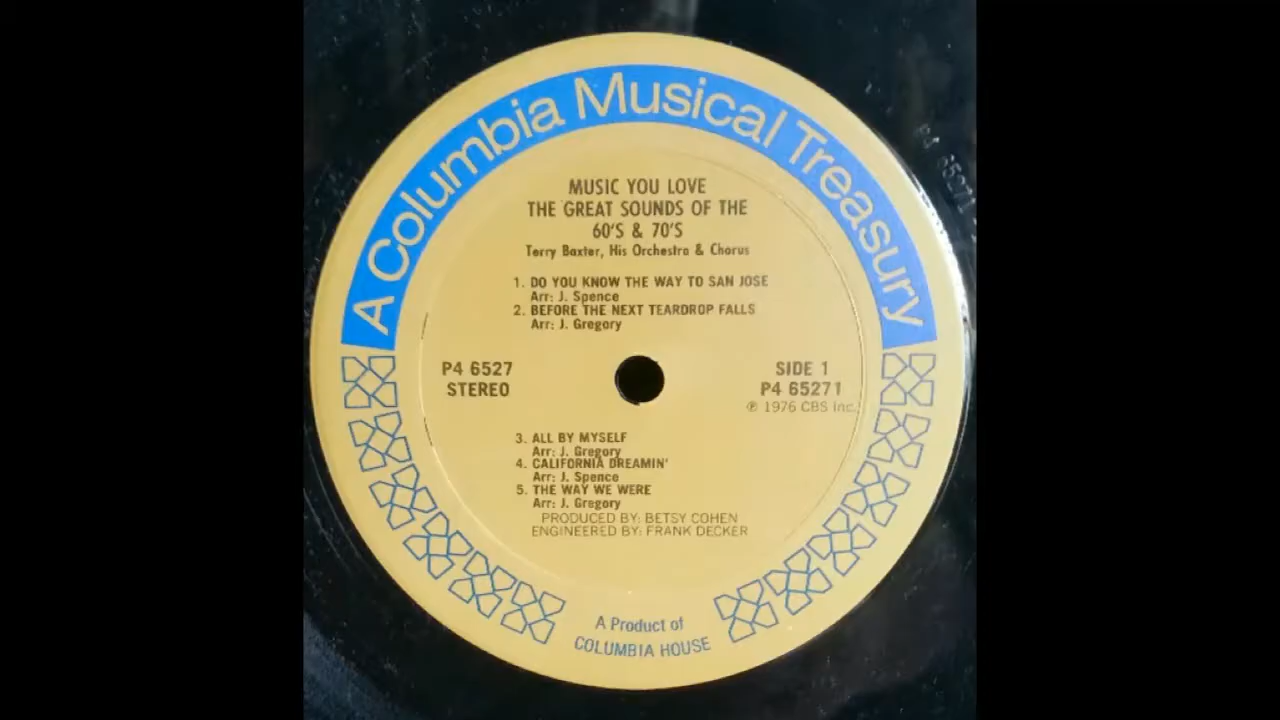 A Columbia Musical Treasury
MUSIC YOU LOVE
THE GREAT SOUNDS OF THE
60'S & 70'S
Terry Baxter, His Orchestra & Chorus
1. DO YOU KNOW THE WAY TO SAN JOSE
Arr: J. Spence
2. BEFORE THE NEXT TEARDROP FALLS
Arr: J. Gregory
P4 6527
STEREO
SIDE 1
P4 65271
℗ 1976 CBS Inc.
3. ALL BY MYSELF
Arr: J. Gregory
4. CALIFORNIA DREAMIN'
Arr: J. Spence
5. THE WAY WE WERE
Arr: J. Gregory
PRODUCED BY: BETSY COHEN
ENGINEERED BY: FRANK DECKER
A Product of
COLUMBIA HOUSE